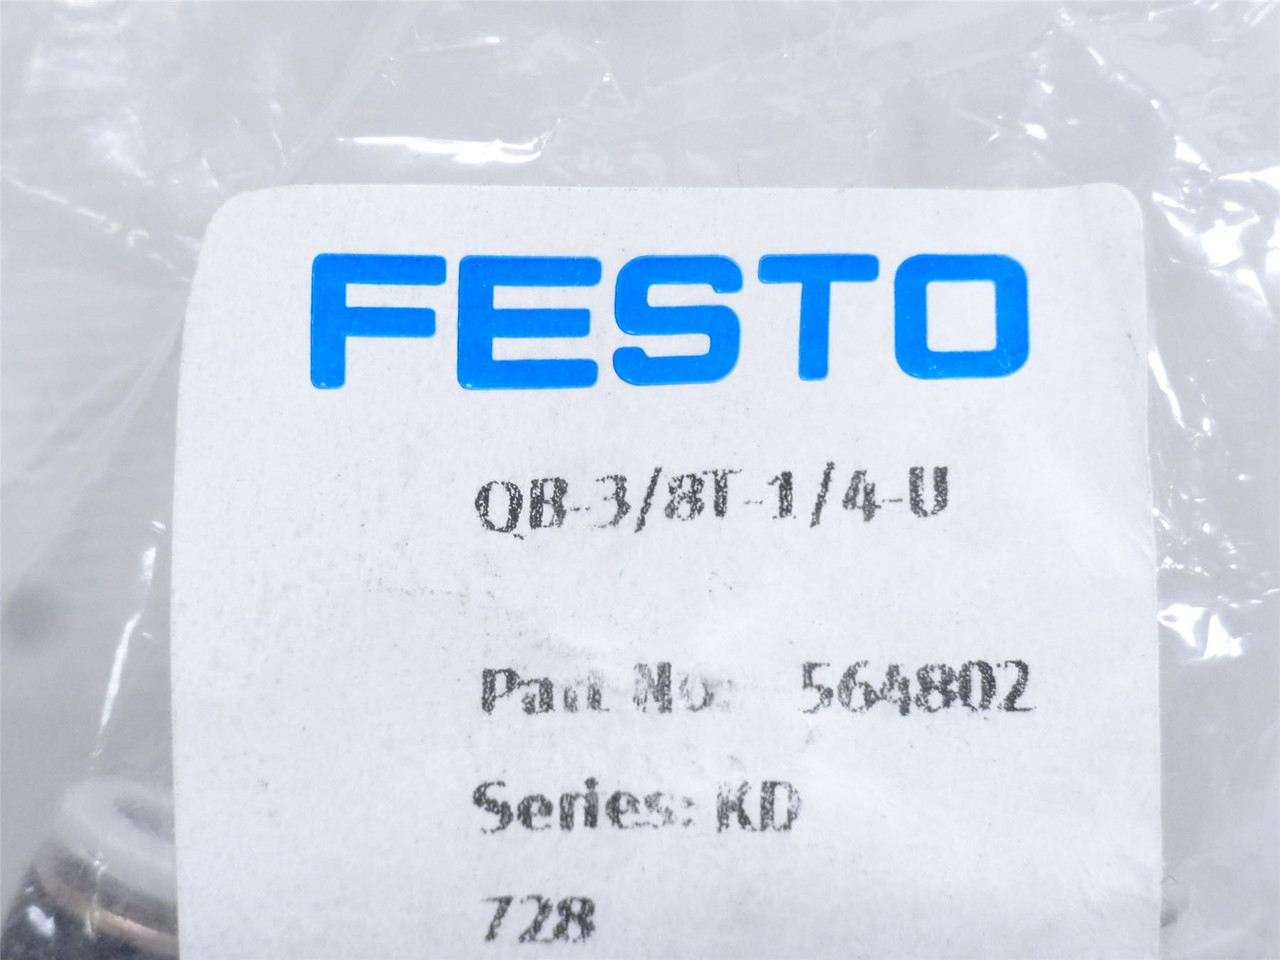 FESTO
QB-3/8T-1/4-U
Part No: 564802
Series: KD
728